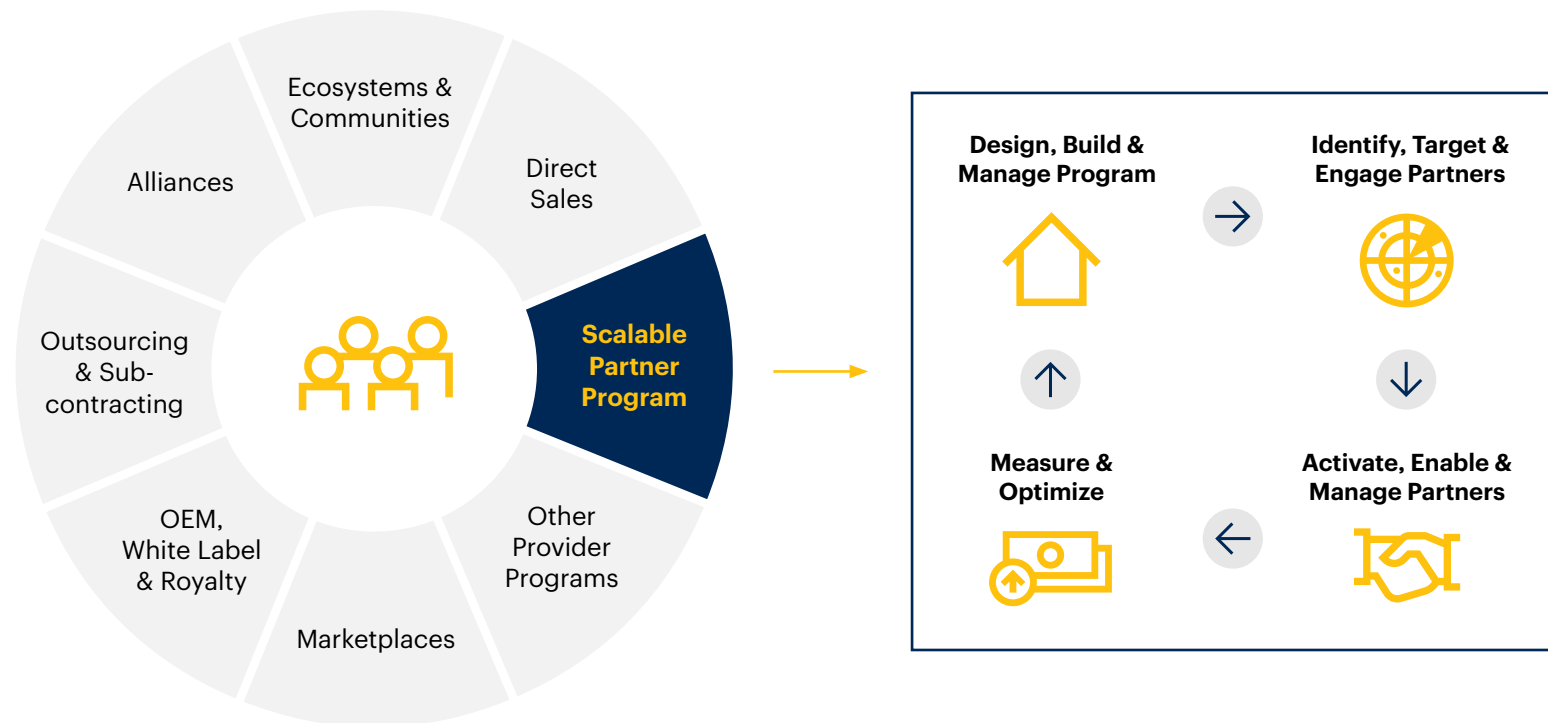 Ecosystems &
Communities
Direct
Sales
Scalable
Partner
Program
Other
Provider
Programs
Marketplaces
OEM,
White Label
& Royalty
Outsourcing
& Sub-
contracting
Alliances
Design, Build &
Manage Program
Identify, Target &
Engage Partners
Activate, Enable &
Manage Partners
Measure &
Optimize